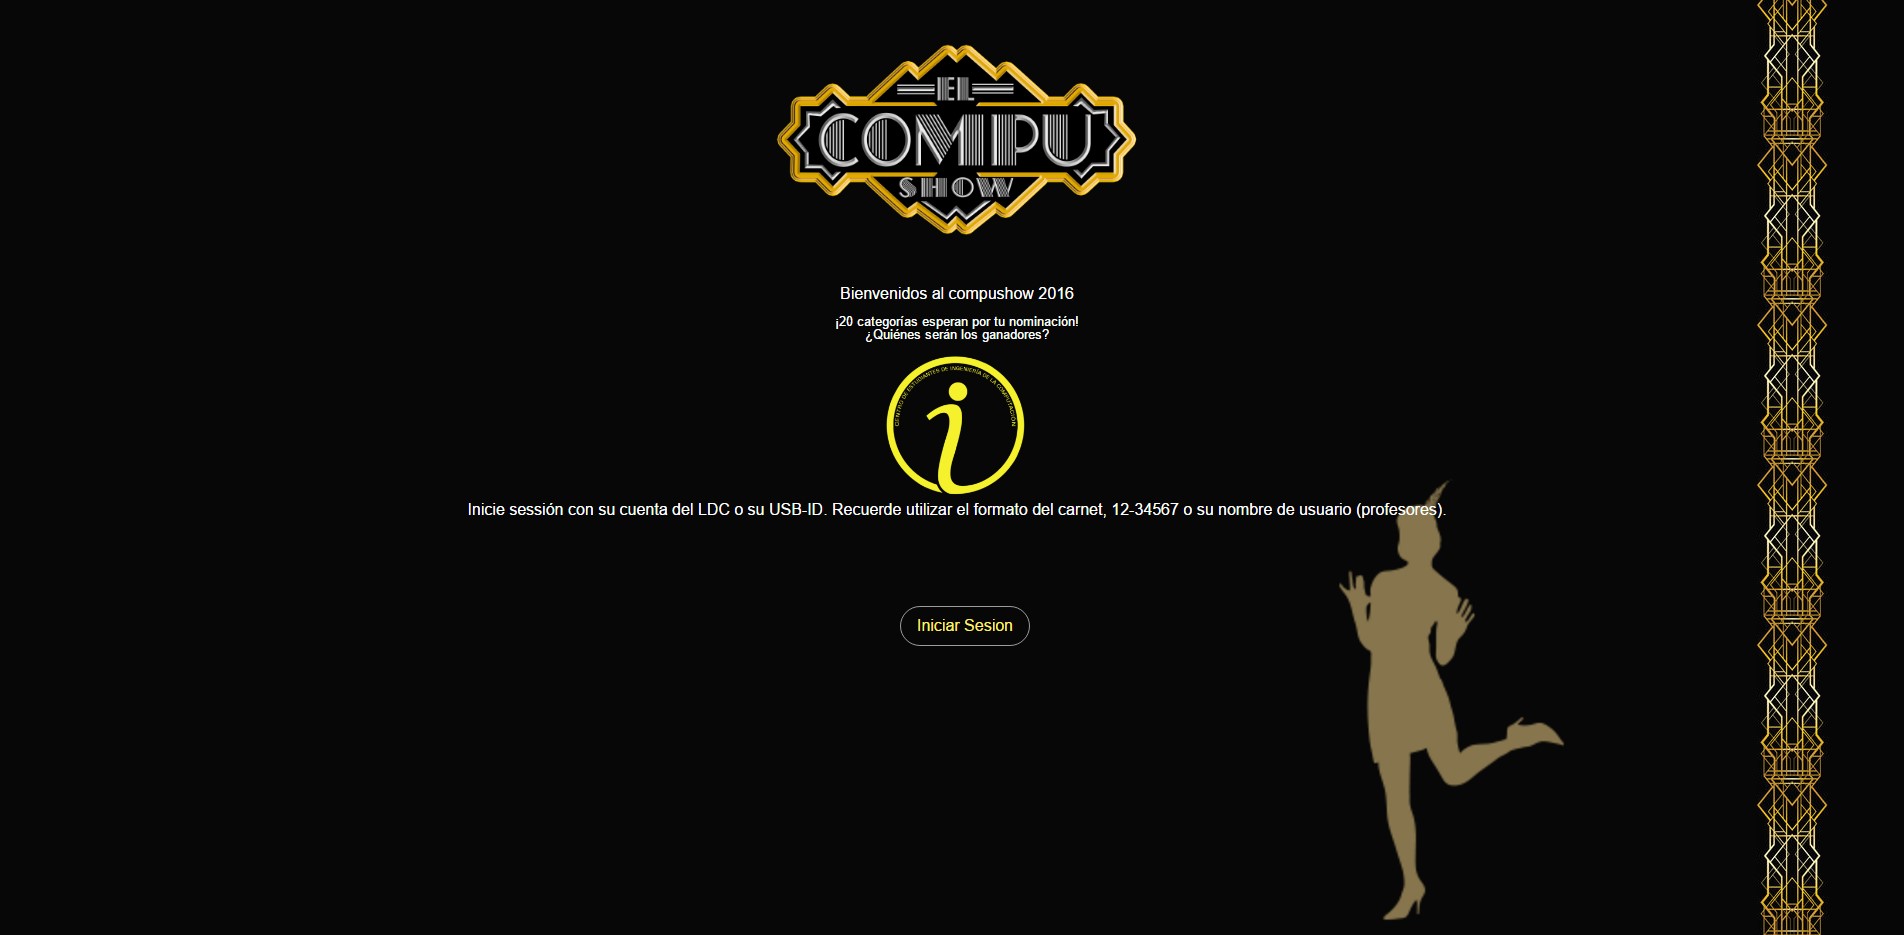 EL
COMPU
SHOW
Bienvenidos al compushow 2016
¡20 categorías esperan por tu nominación!
¿Quiénes serán los ganadores?
CENTRO DE ESTUDIANTES DE INGENIERÍA DE LA COMPUTACIÓN
i
Inicie sessión con su cuenta del LDC o su USB-ID. Recuerde utilizar el formato del carnet, 12-34567 o su nombre de usuario (profesores).
Iniciar Sesion